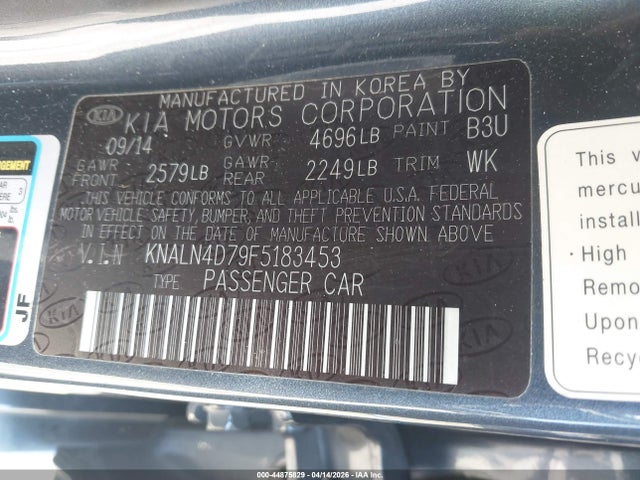 MANUFACTURED IN KOREA BY
KIA KIA MOTORS CORPORATION
09/14 GVWR 4696LB PAINT B3U
GAWR FRONT 2579LB GAWR REAR 2249LB TRIM WK
THIS VEHICLE CONFORMS TO ALL APPLICABLE U.S.A. FEDERAL
MOTOR VEHICLE SAFETY, BUMPER, AND THEFT PREVENTION STANDARDS
IN EFFECT ON THE DATE OF MANUFACTURE SHOWN ABOVE
V.I.N KNALN4D79F5183453
TYPE: PASSENGER CAR
JF
This v
mercu
install
· High
Remo
Upon
Recyc
000-44875829 - 04/14/2026 - IAA Inc.